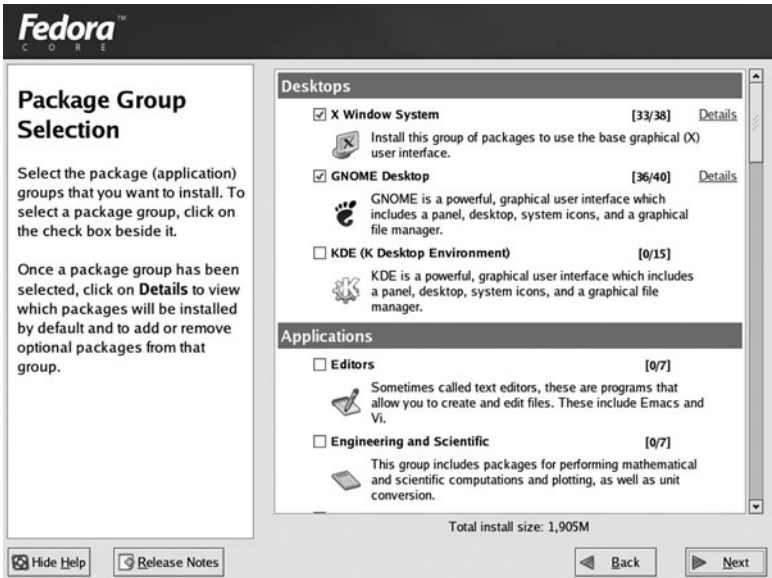 Fedora™
CORE
Package Group
Selection
Select the package (application)
groups that you want to install. To
select a package group, click on
the check box beside it.
Once a package group has been
selected, click on Details to view
which packages will be installed
by default and to add or remove
optional packages from that
group.
Desktops
X Window System [33/38] Details
Install this group of packages to use the base graphical (X)
user interface.
GNOME Desktop [36/40] Details
GNOME is a powerful, graphical user interface which
includes a panel, desktop, system icons, and a graphical
file manager.
KDE (K Desktop Environment) [0/15]
KDE is a powerful, graphical user interface which includes
a panel, desktop, system icons, and a graphical file
manager.
Applications
Editors [0/7]
Sometimes called text editors, these are programs that
allow you to create and edit files. These include Emacs and
Vi.
Engineering and Scientific [0/7]
This group includes packages for performing mathematical
and scientific computations and plotting, as well as unit
conversion.
Total install size: 1,905M
Hide Help Release Notes Back Next